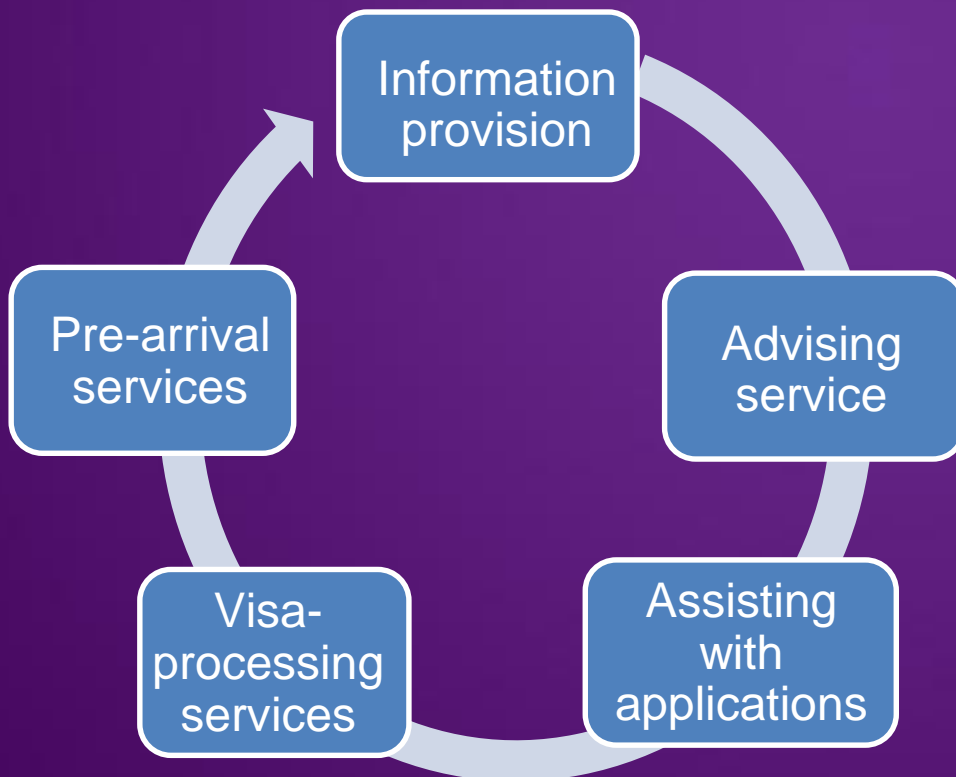 Information
provision
Advising
service
Assisting
with
applications
Visa-
processing
services
Pre-arrival
services